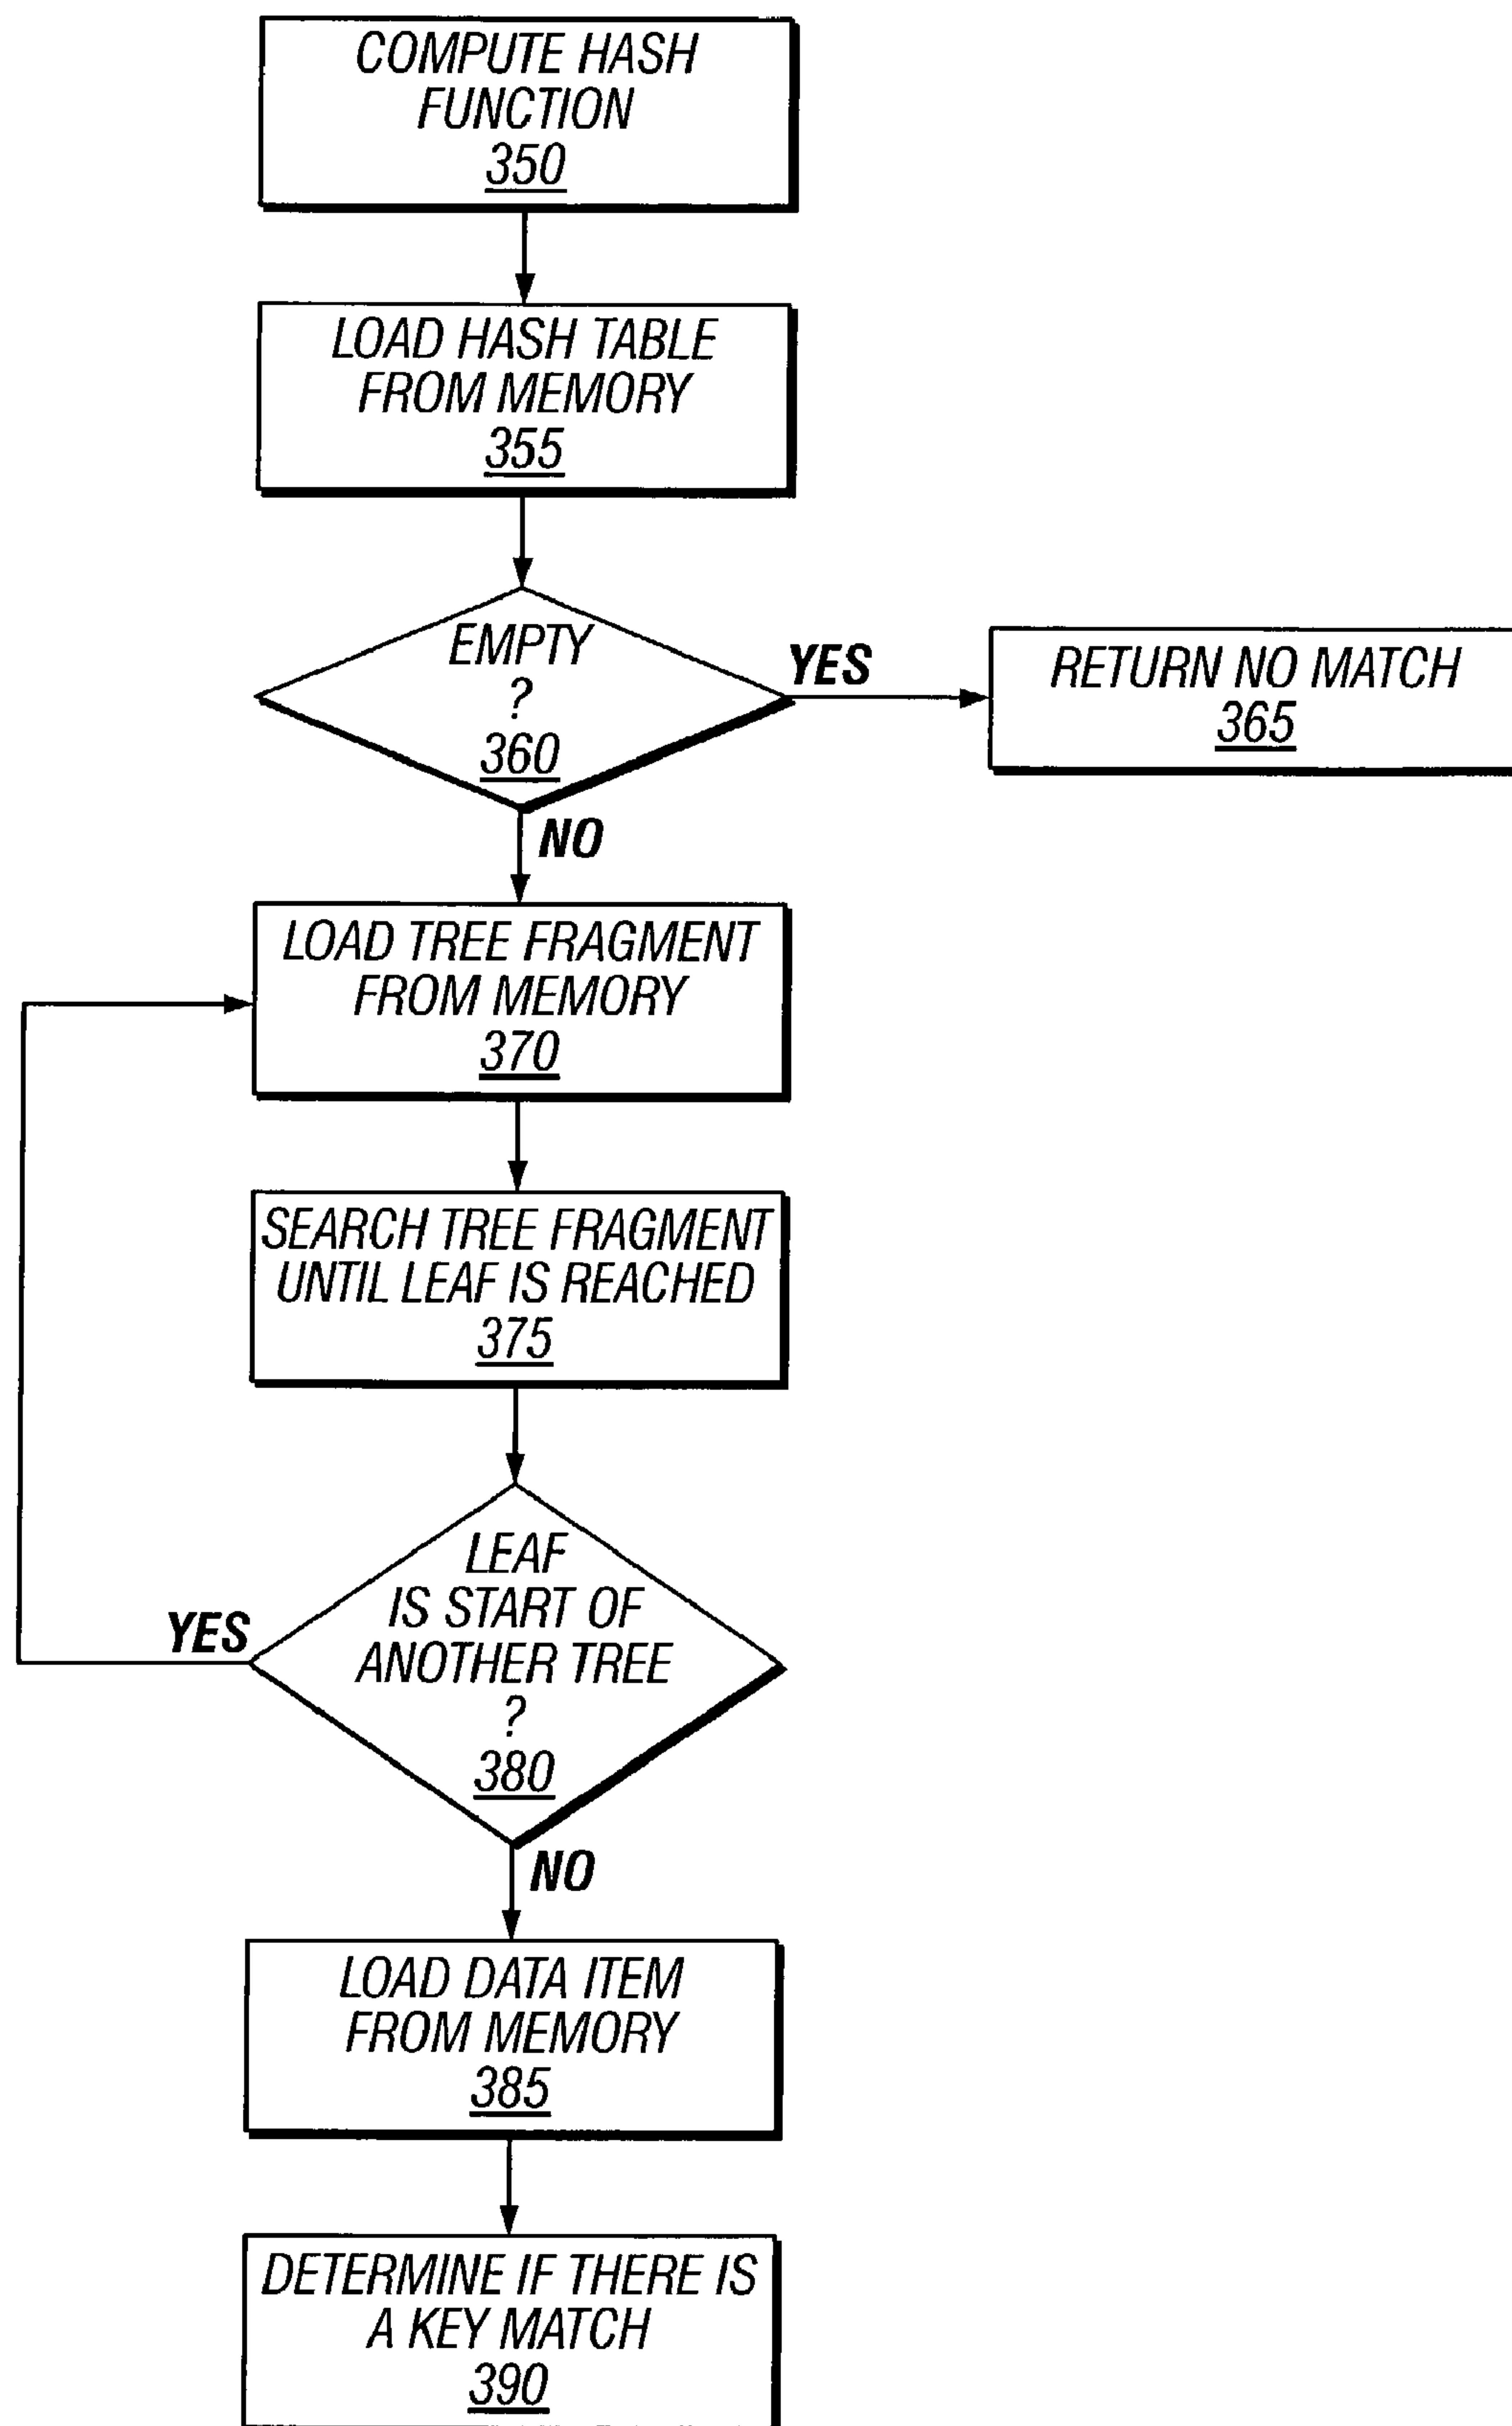 COMPUTE HASH
FUNCTION
350
LOAD HASH TABLE
FROM MEMORY
355
EMPTY
?
360
YES
RETURN NO MATCH
365
NO
LOAD TREE FRAGMENT
FROM MEMORY
370
SEARCH TREE FRAGMENT
UNTIL LEAF IS REACHED
375
LEAF
IS START OF
ANOTHER TREE
?
380
YES
NO
LOAD DATA ITEM
FROM MEMORY
385
DETERMINE IF THERE IS
A KEY MATCH
390